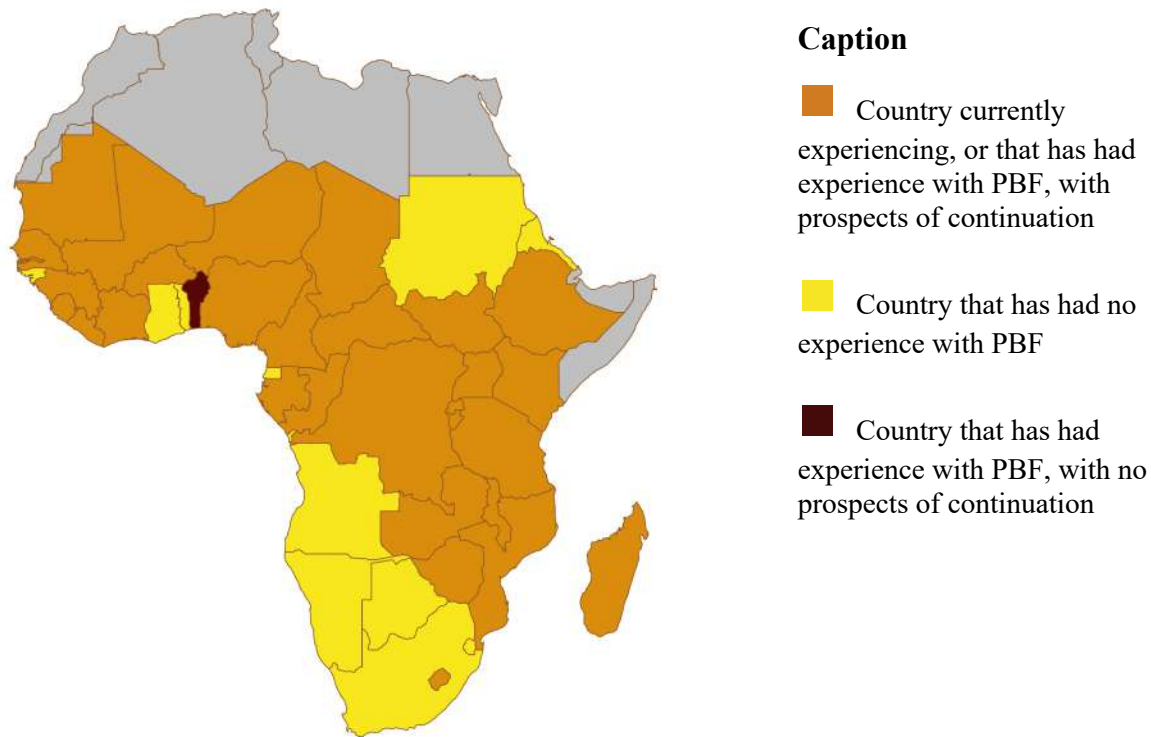 Caption
Country currently
experiencing, or that has had
experience with PBF, with
prospects of continuation
Country that has had no
experience with PBF
Country that has had
experience with PBF, with no
prospects of continuation